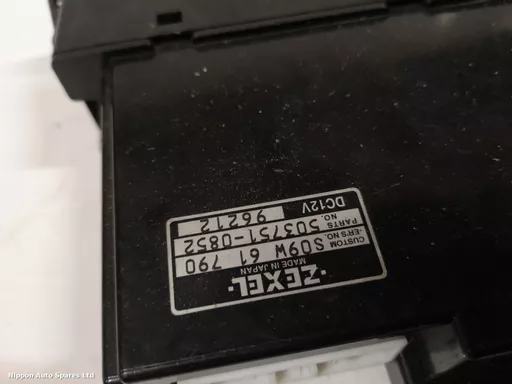 ·ZEXEL·
MADE IN JAPAN
CUSTOM
-ER'S NO. S09W 61 790
PARTS
NO. 503751-0852
DC12V 96212
Nippon Auto Spares Ltd